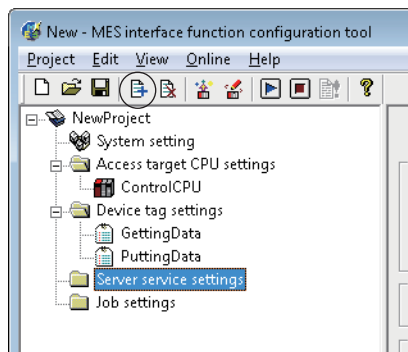 New - MES interface function configuration tool
Project Edit View Online Help
NewProject
System setting
Access target CPU settings
ControlCPU
Device tag settings
GettingData
PuttingData
Server service settings
Job settings